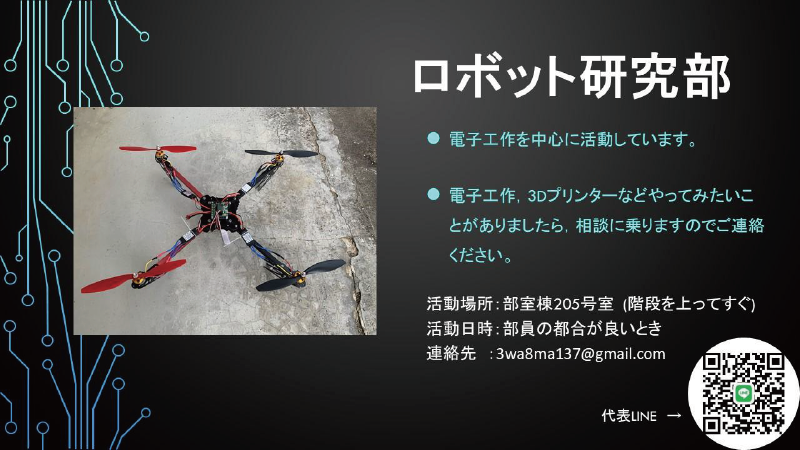 ロボット研究部
● 電子工作を中心に活動しています。
● 電子工作，3Dプリンターなどやってみたいこ
とがありましたら，相談に乗りますのでご連絡
ください。
活動場所：部室棟205号室 (階段を上ってすぐ)
活動日時：部員の都合が良いとき
連絡先 ：3wa8ma137@gmail.com
代表LINE →